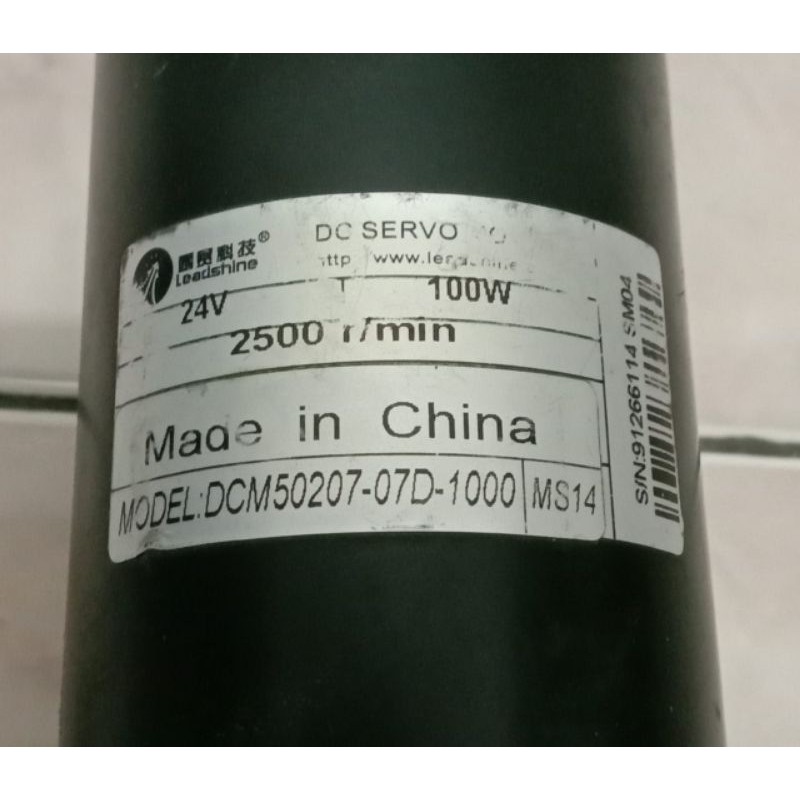 雷赛科技®
Leadshine
DC SERVO
24V
100W
2500 r/min
Made in China
MODEL:DCM50207-07D-1000
MS14
S/N:91266114 SM04